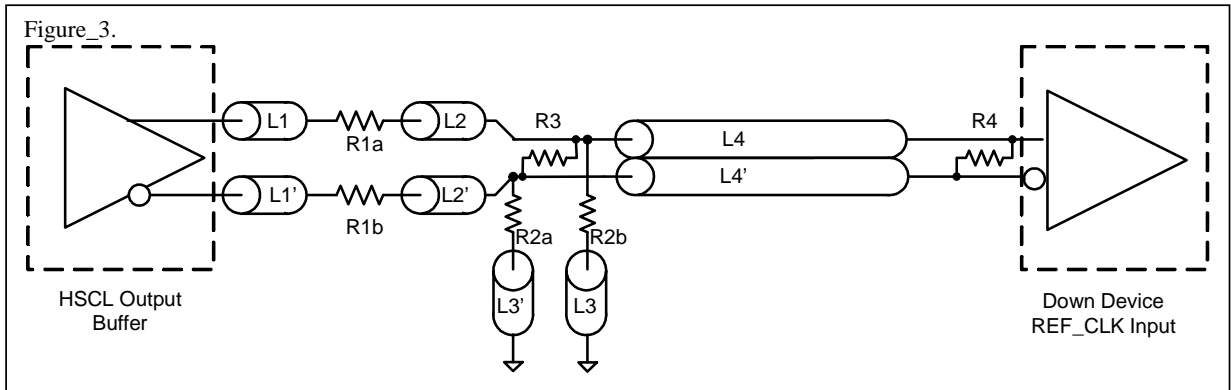 Figure_3.
L1
R1a
L2
R3
L4
R4
L1'
R1b
L2'
L4'
R2a
R2b
L3'
L3
HSCL Output
Buffer
Down Device
REF_CLK Input